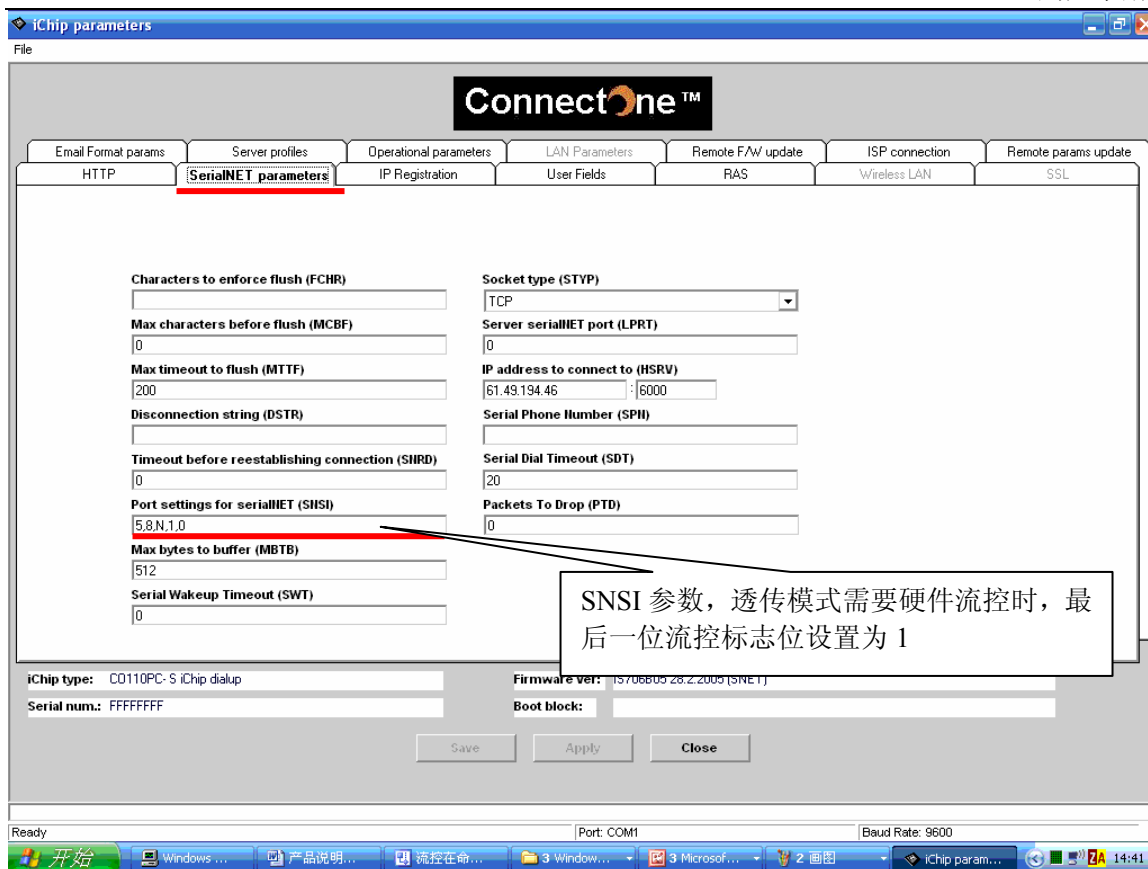 iChip parameters
File
ConnectOne™
Email Format params
Server profiles
Operational parameters
LAN Parameters
Remote F/W update
ISP connection
Remote params update
HTTP
SerialNET parameters
IP Registration
User Fields
RAS
Wireless LAN
SSL
Characters to enforce flush (FCHR)
Max characters before flush (MCBF)
0
Max timeout to flush (MTTF)
200
Disconnection string (DSTR)
Timeout before reestablishing connection (SNRD)
0
Port settings for serialNET (SNSI)
5,8,N,1,0
Max bytes to buffer (MBTB)
512
Serial Wakeup Timeout (SWT)
0
Socket type (STYP)
TCP
Server serialNET port (LPRT)
0
IP address to connect to (HSRV)
61.49.194.46 : 6000
Serial Phone Number (SPN)
Serial Dial Timeout (SDT)
20
Packets To Drop (PTD)
0
SNSI 参数，透传模式需要硬件流控时，最
后一位流控标志位设置为 1
iChip type: CO110PC- S iChip dialup
Firmware ver: IS706B05 28.2.2005 (SNET)
Serial num.: FFFFFFFF
Boot block:
Save
Apply
Close
Ready
Port: COM1
Baud Rate: 9600
开始
Windows ...
产品说明...
流控在命...
3 Window...
3 Microsof...
2 画图
iChip param...
ZA
14:41